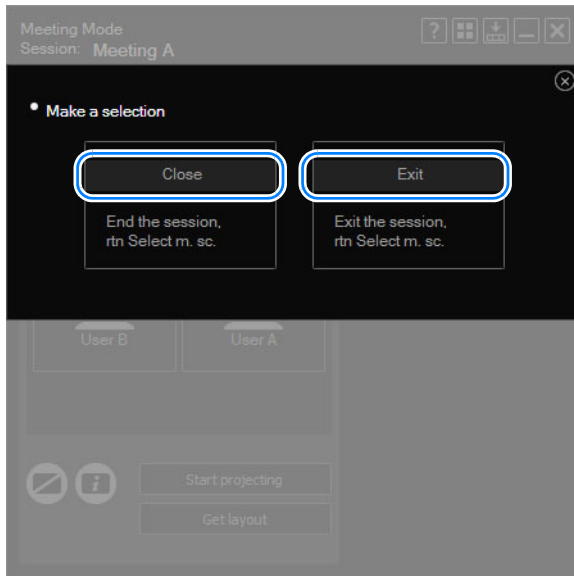 Meeting Mode
Session: Meeting A
Make a selection
Close
Exit
End the session,
rtn Select m. sc.
Exit the session,
rtn Select m. sc.
User B
User A
Start projecting
Get layout